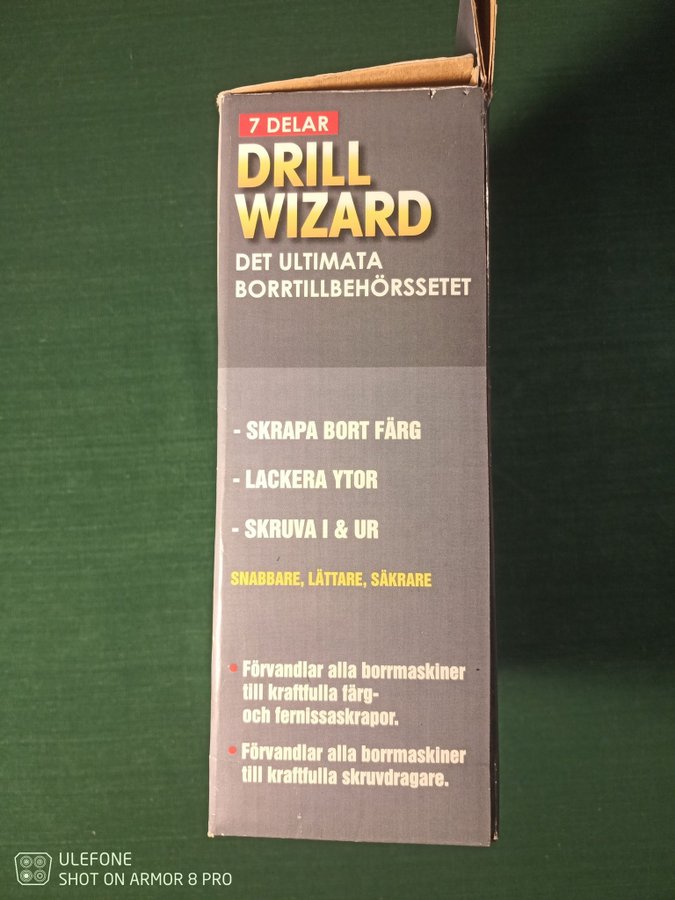 7 DELAR
DRILL
WIZARD
DET ULTIMATA
BORRTILLBEHÖRSSETET
- SKRAPA BORT FÄRG
- LACKERA YTOR
- SKRUVA I & UR
SNABBARE, LÄTTARE, SÄKRARE
• Förvandlar alla borrmaskiner
till kraftfulla färg-
och fernissaskrapor.
• Förvandlar alla borrmaskiner
till kraftfulla skruvdragare.
ULEFONE
SHOT ON ARMOR 8 PRO